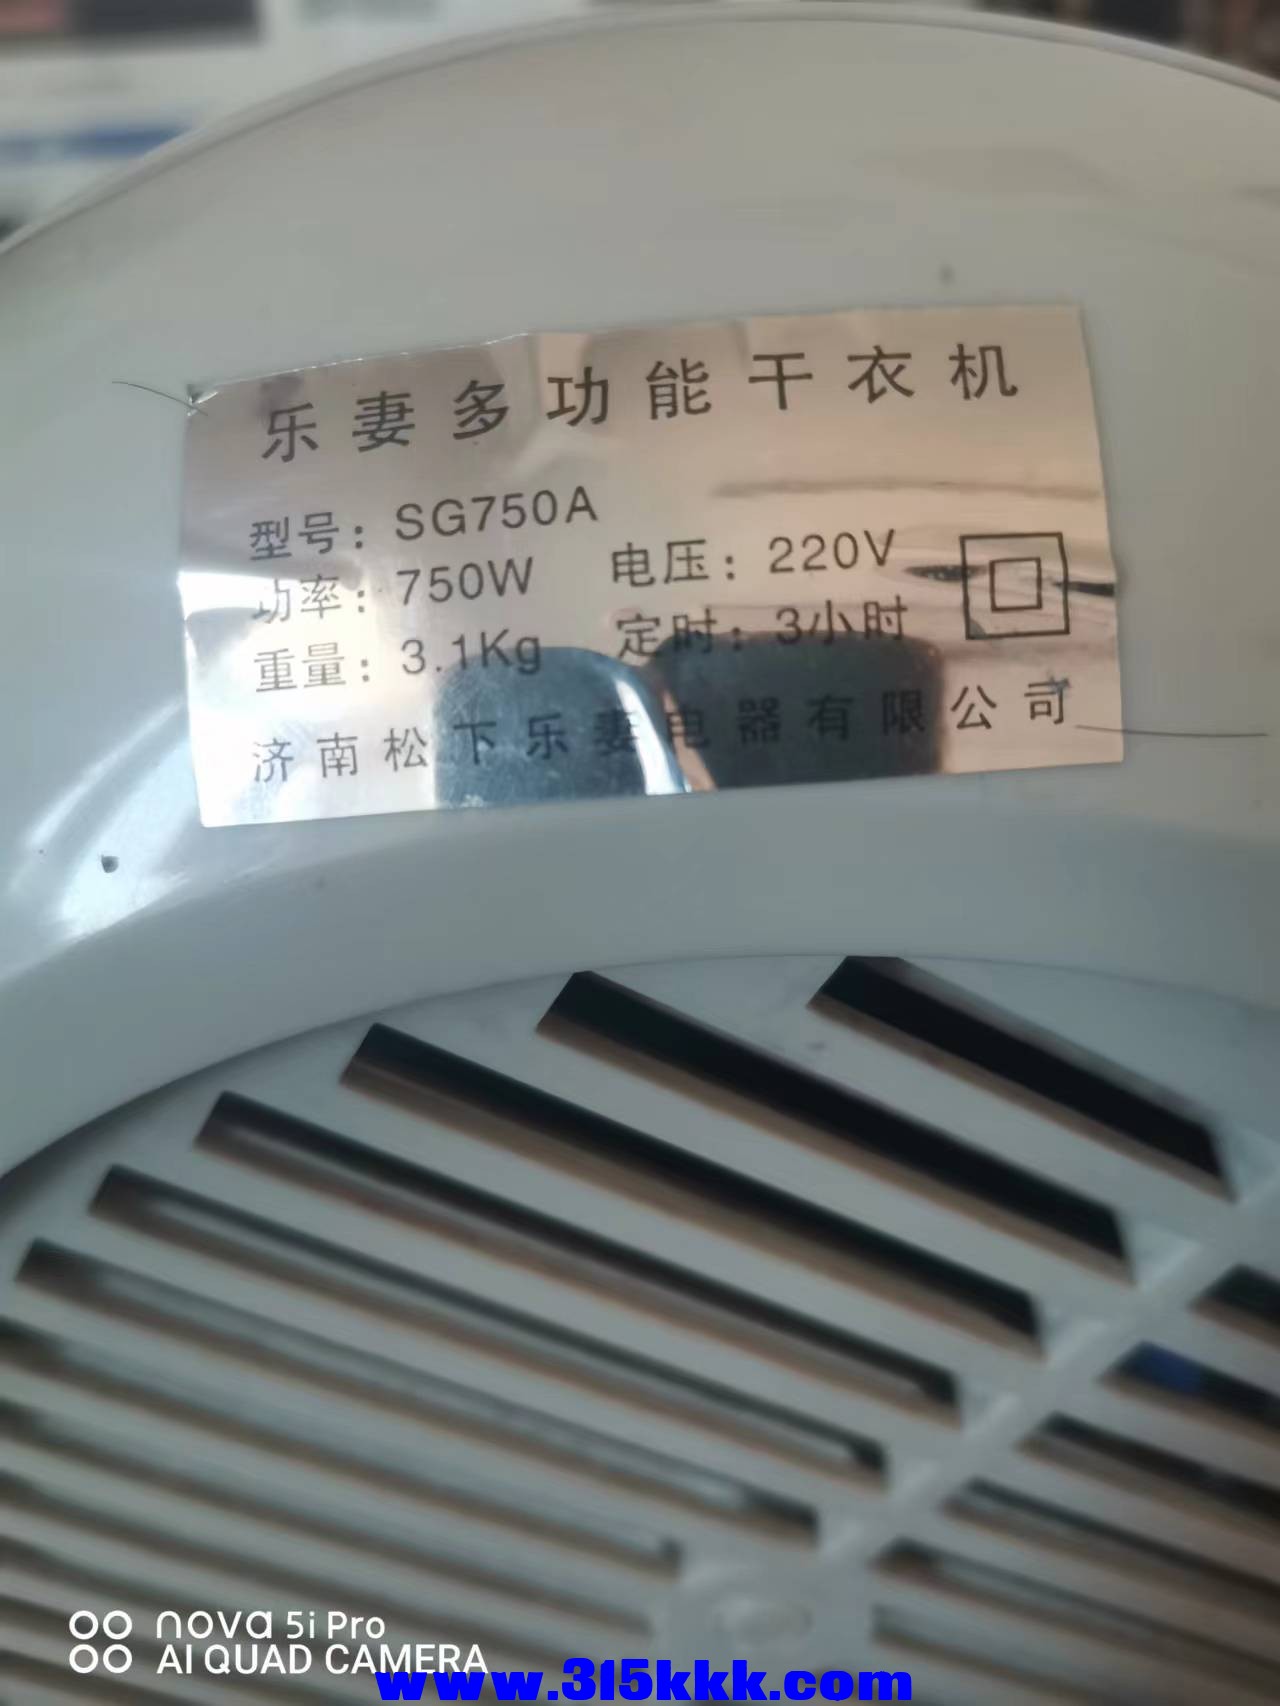 乐妻多功能干衣机
型号：SG750A
功率：750W 电压：220V
重量：3.1Kg 定时：3小时
济南松下乐妻电器有限公司
nova 5i Pro
AI QUAD CAMERA
www.315kkk.com